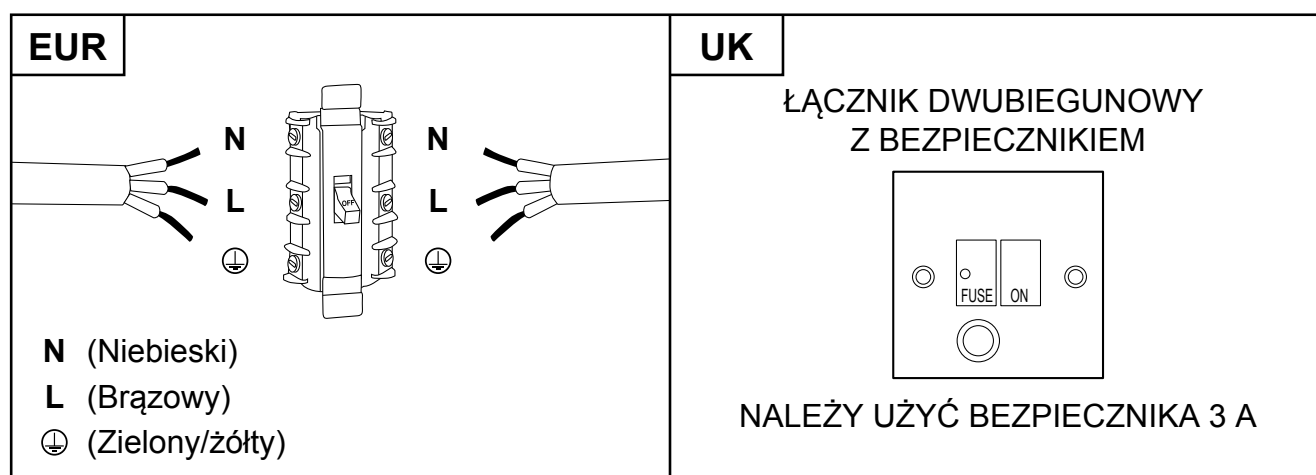 EUR
N
N
L
L
OFF
N (Niebieski)
L (Brązowy)
(Zielony/żółty)
UK
ŁĄCZNIK DWUBIEGUNOWY
Z BEZPIECZNIKIEM
FUSE ON
NALEŻY UŻYĆ BEZPIECZNIKA 3 A